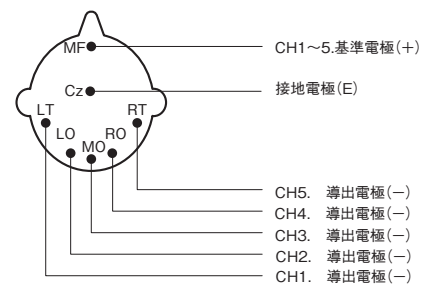 MF
CH1～5.基準電極(＋)
Cz
接地電極(E)
LT
RT
LO
RO
MO
CH5. 導出電極(－)
CH4. 導出電極(－)
CH3. 導出電極(－)
CH2. 導出電極(－)
CH1. 導出電極(－)